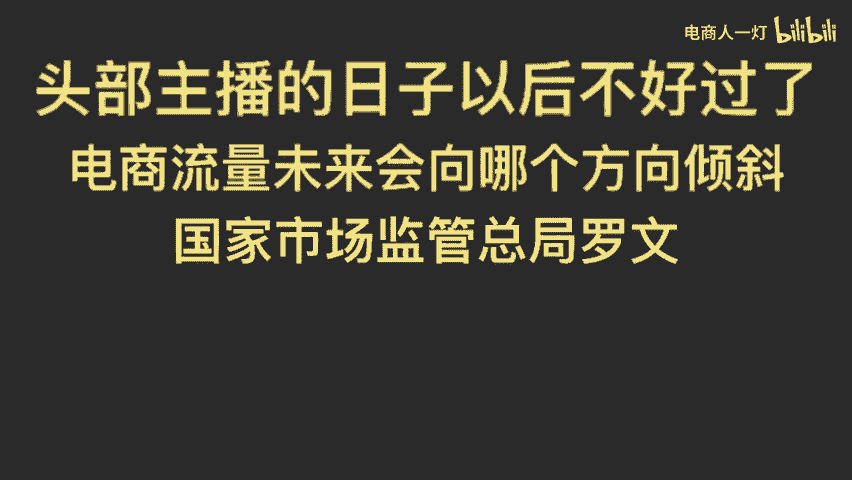 电商人一灯 bilibili
头部主播的日子以后不好过了
电商流量未来会向哪个方向倾斜
国家市场监管总局罗文